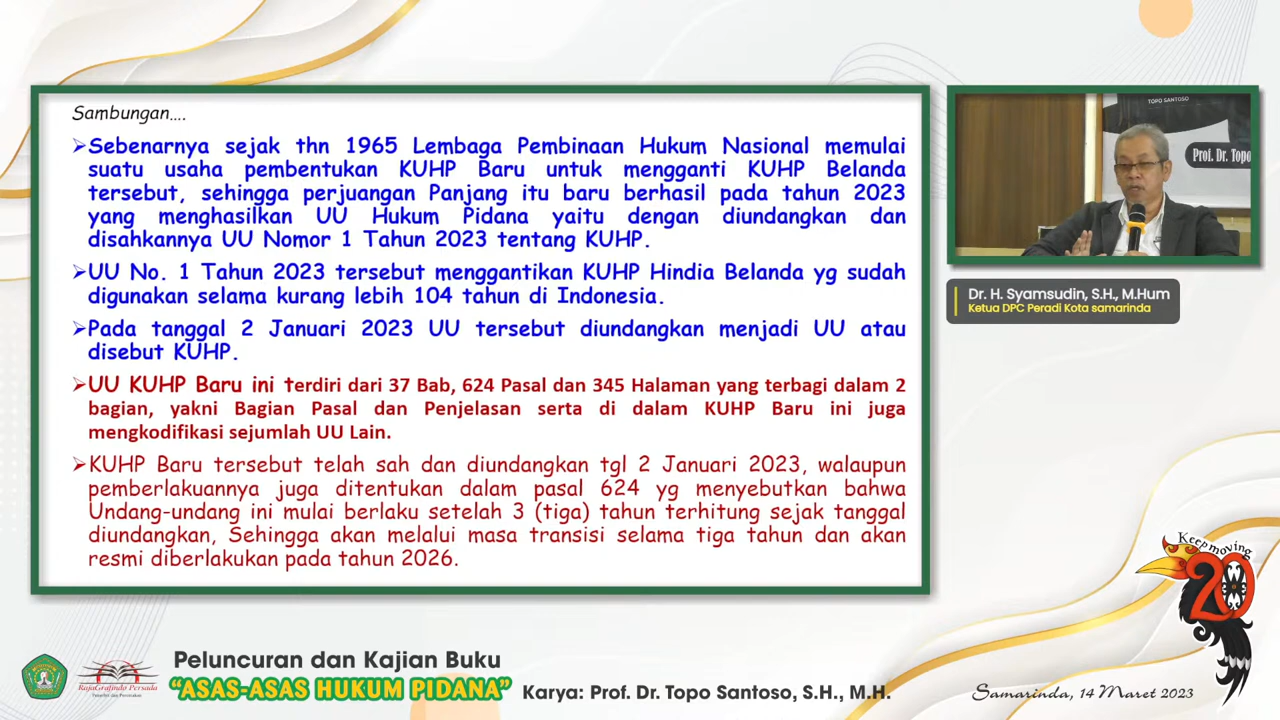 Sambungan....
➢Sebenarnya sejak thn 1965 Lembaga Pembinaan Hukum Nasional memulai
suatu usaha pembentukan KUHP Baru untuk mengganti KUHP Belanda
tersebut, sehingga perjuangan Panjang itu baru berhasil pada tahun 2023
yang menghasilkan UU Hukum Pidana yaitu dengan diundangkan dan
disahkannya UU Nomor 1 Tahun 2023 tentang KUHP.
➢UU No. 1 Tahun 2023 tersebut menggantikan KUHP Hindia Belanda yg sudah
digunakan selama kurang lebih 104 tahun di Indonesia.
➢Pada tanggal 2 Januari 2023 UU tersebut diundangkan menjadi UU atau
disebut KUHP.
➢UU KUHP Baru ini terdiri dari 37 Bab, 624 Pasal dan 345 Halaman yang terbagi dalam 2
bagian, yakni Bagian Pasal dan Penjelasan serta di dalam KUHP Baru ini juga
mengkodifikasi sejumlah UU Lain.
➢KUHP Baru tersebut telah sah dan diundangkan tgl 2 Januari 2023, walaupun
pemberlakuannya juga ditentukan dalam pasal 624 yg menyebutkan bahwa
Undang-undang ini mulai berlaku setelah 3 (tiga) tahun terhitung sejak tanggal
diundangkan, Sehingga akan melalui masa transisi selama tiga tahun dan akan
resmi diberlakukan pada tahun 2026.
TOPO SANTOSO
Prof. Dr. Topo
Dr. H. Syamsudin, S.H., M.Hum
Ketua DPC Peradi Kota samarinda
Keep moving
20
RajaGrafindo Persada
Peluncuran dan Kajian Buku
"ASAS-ASAS HUKUM PIDANA"
Karya: Prof. Dr. Topo Santoso, S.H., M.H.
Samarinda, 14 Maret 2023